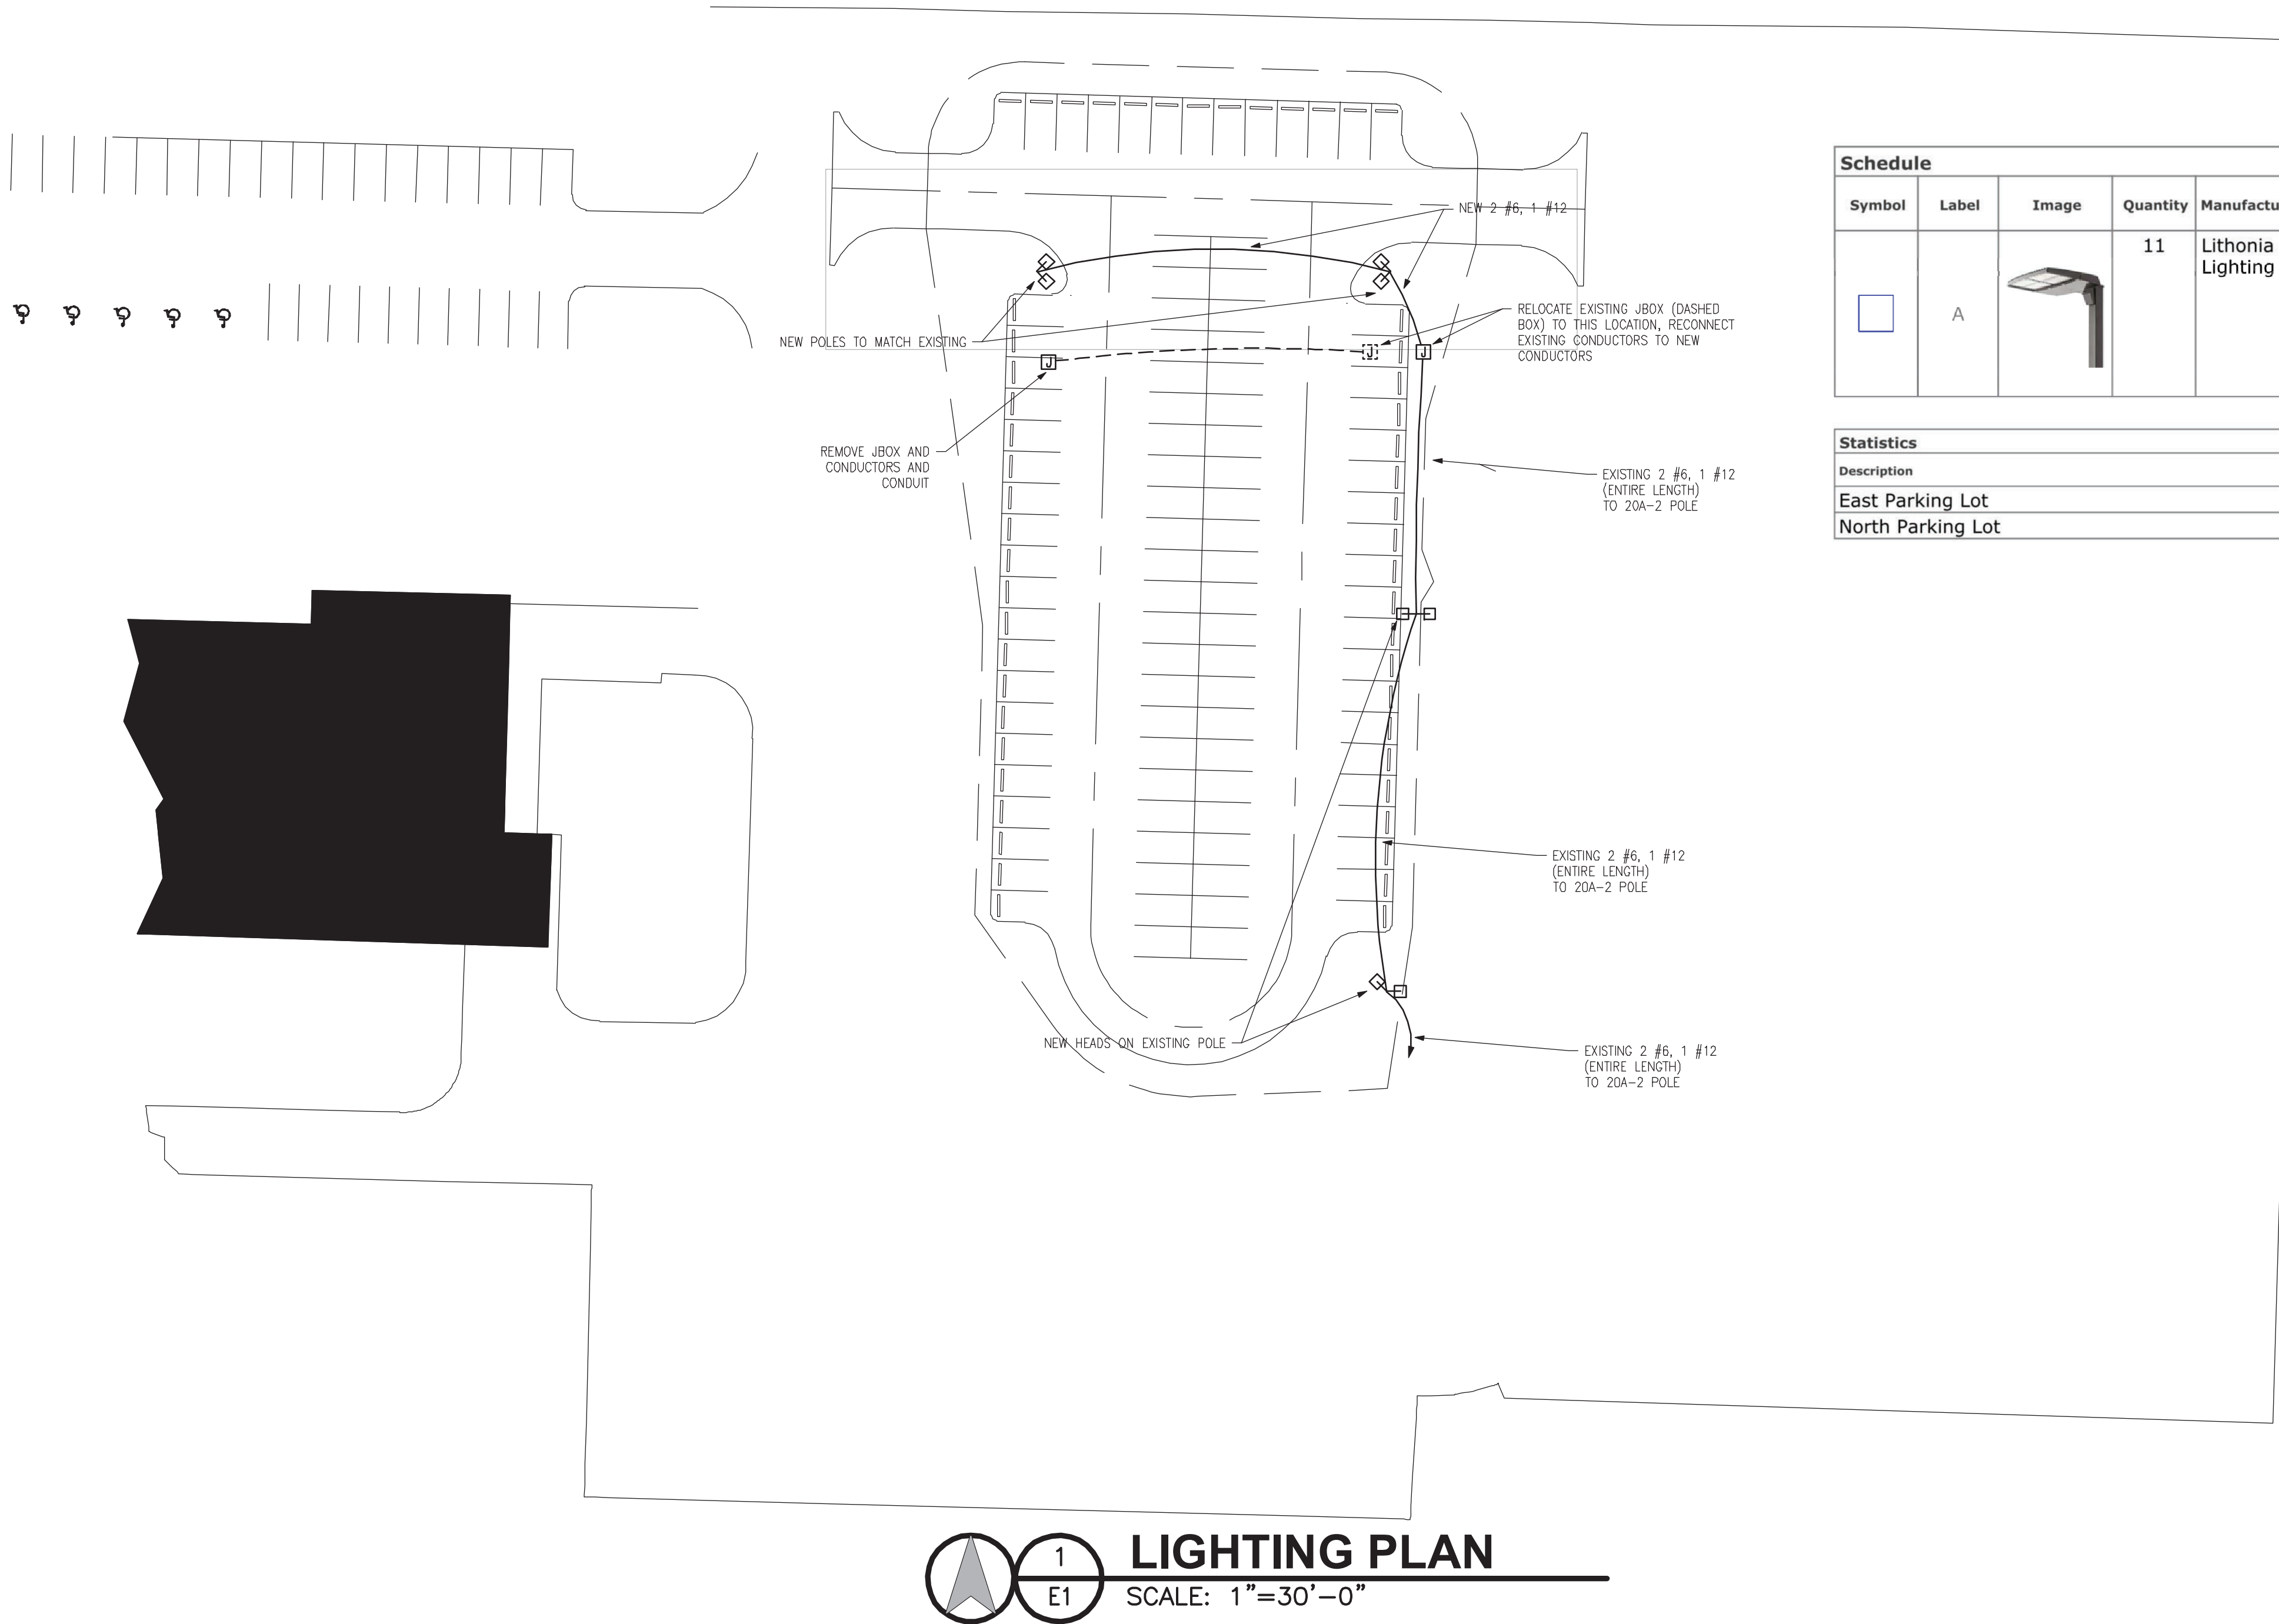 NEW 2 #6, 1 #12
NEW POLES TO MATCH EXISTING
RELOCATE EXISTING JBOX (DASHED
BOX) TO THIS LOCATION, RECONNECT
EXISTING CONDUCTORS TO NEW
CONDUCTORS
J
J
J
REMOVE JBOX AND
CONDUCTORS AND
CONDUIT
EXISTING 2 #6, 1 #12
(ENTIRE LENGTH)
TO 20A-2 POLE
EXISTING 2 #6, 1 #12
(ENTIRE LENGTH)
TO 20A-2 POLE
NEW HEADS ON EXISTING POLE
EXISTING 2 #6, 1 #12
(ENTIRE LENGTH)
TO 20A-2 POLE
Schedule
Symbol Label Image Quantity Manufactu
A 11 Lithonia
Lighting
Statistics
Description
East Parking Lot
North Parking Lot
1
E1
LIGHTING PLAN
SCALE: 1"=30'-0"